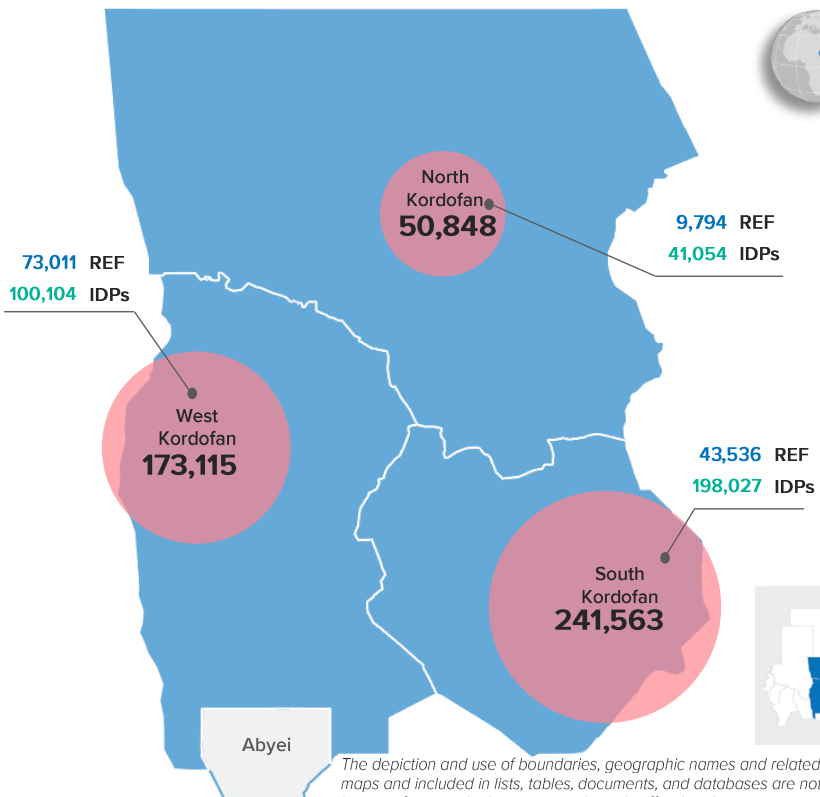 North
Kordofan
50,848
9,794 REF
41,054 IDPs
73,011 REF
100,104 IDPs
West
Kordofan
173,115
43,536 REF
198,027 IDPs
South
Kordofan
241,563
Abyei
The depiction and use of boundaries, geographic names and related
maps and included in lists, tables, documents, and databases are not